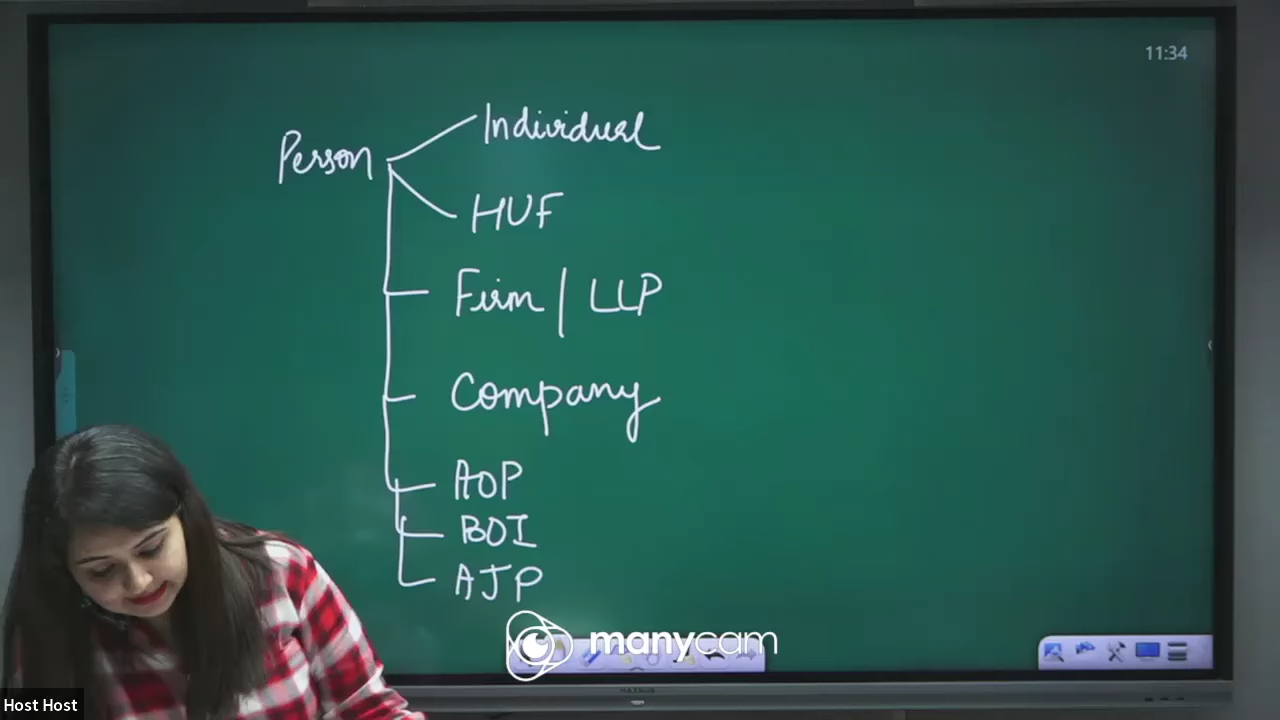 11:34
Individual
Person
HUF
Firm / LLP
Company
AOP
BOI
AJP
manycam
Host Host